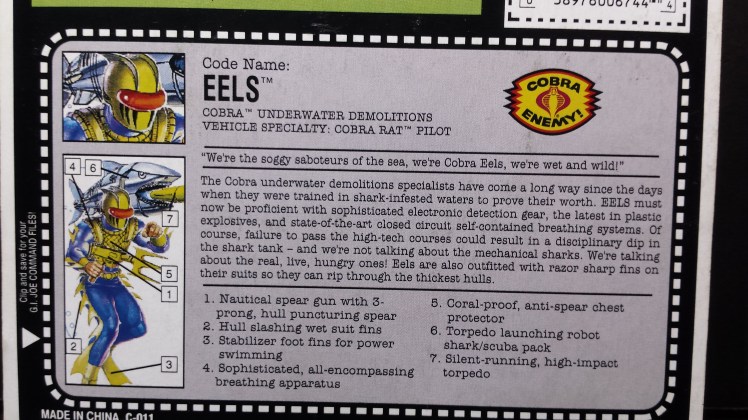 Code Name:
EELS™
COBRA™ UNDERWATER DEMOLITIONS
VEHICLE SPECIALTY: COBRA RAT™ PILOT
COBRA
ENEMY!
"We're the soggy saboteurs of the sea, we're Cobra Eels, we're wet and wild!"
The Cobra underwater demolitions specialists have come a long way since the days
when they were trained in shark-infested waters to prove their worth. EELS must
now be proficient with sophisticated electronic detection gear, the latest in plastic
explosives, and state-of-the-art closed circuit self-contained breathing systems. Of
course, failure to pass the high-tech courses could result in a disciplinary dip in
the shark tank – and we're not talking about the mechanical sharks. We're talking
about the real, live, hungry ones! Eels are also outfitted with razor sharp fins on
their suits so they can rip through the thickest hulls.
1. Nautical spear gun with 3-
prong, hull puncturing spear
2. Hull slashing wet suit fins
3. Stabilizer foot fins for power
swimming
4. Sophisticated, all-encompassing
breathing apparatus
5. Coral-proof, anti-spear chest
protector
6. Torpedo launching robot
shark/scuba pack
7. Silent-running, high-impact
torpedo
4
6
7
5
1
2
3
Clip and save for your
G.I. JOE COMMAND FILES!
MADE IN CHINA C-011